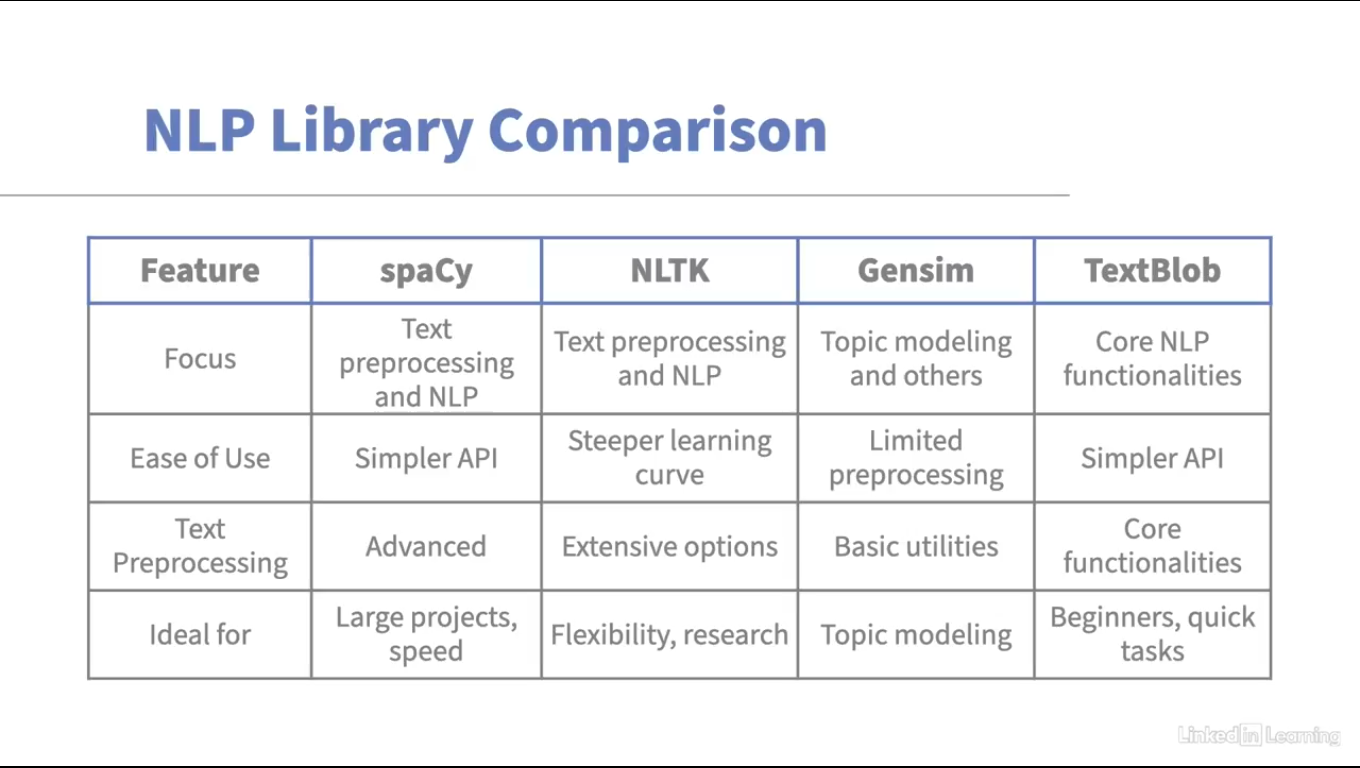 NLP Library Comparison
Feature spaCy NLTK Gensim TextBlob
Focus
Text
preprocessing
and NLP
Text preprocessing
and NLP
Topic modeling
and others
Core NLP
functionalities
Ease of Use
Simpler API
Steeper learning
curve
Limited
preprocessing
Simpler API
Text
Preprocessing
Advanced
Extensive options
Basic utilities
Core
functionalities
Ideal for
Large projects,
speed
Flexibility, research
Topic modeling
Beginners, quick
tasks
Linked in Learning